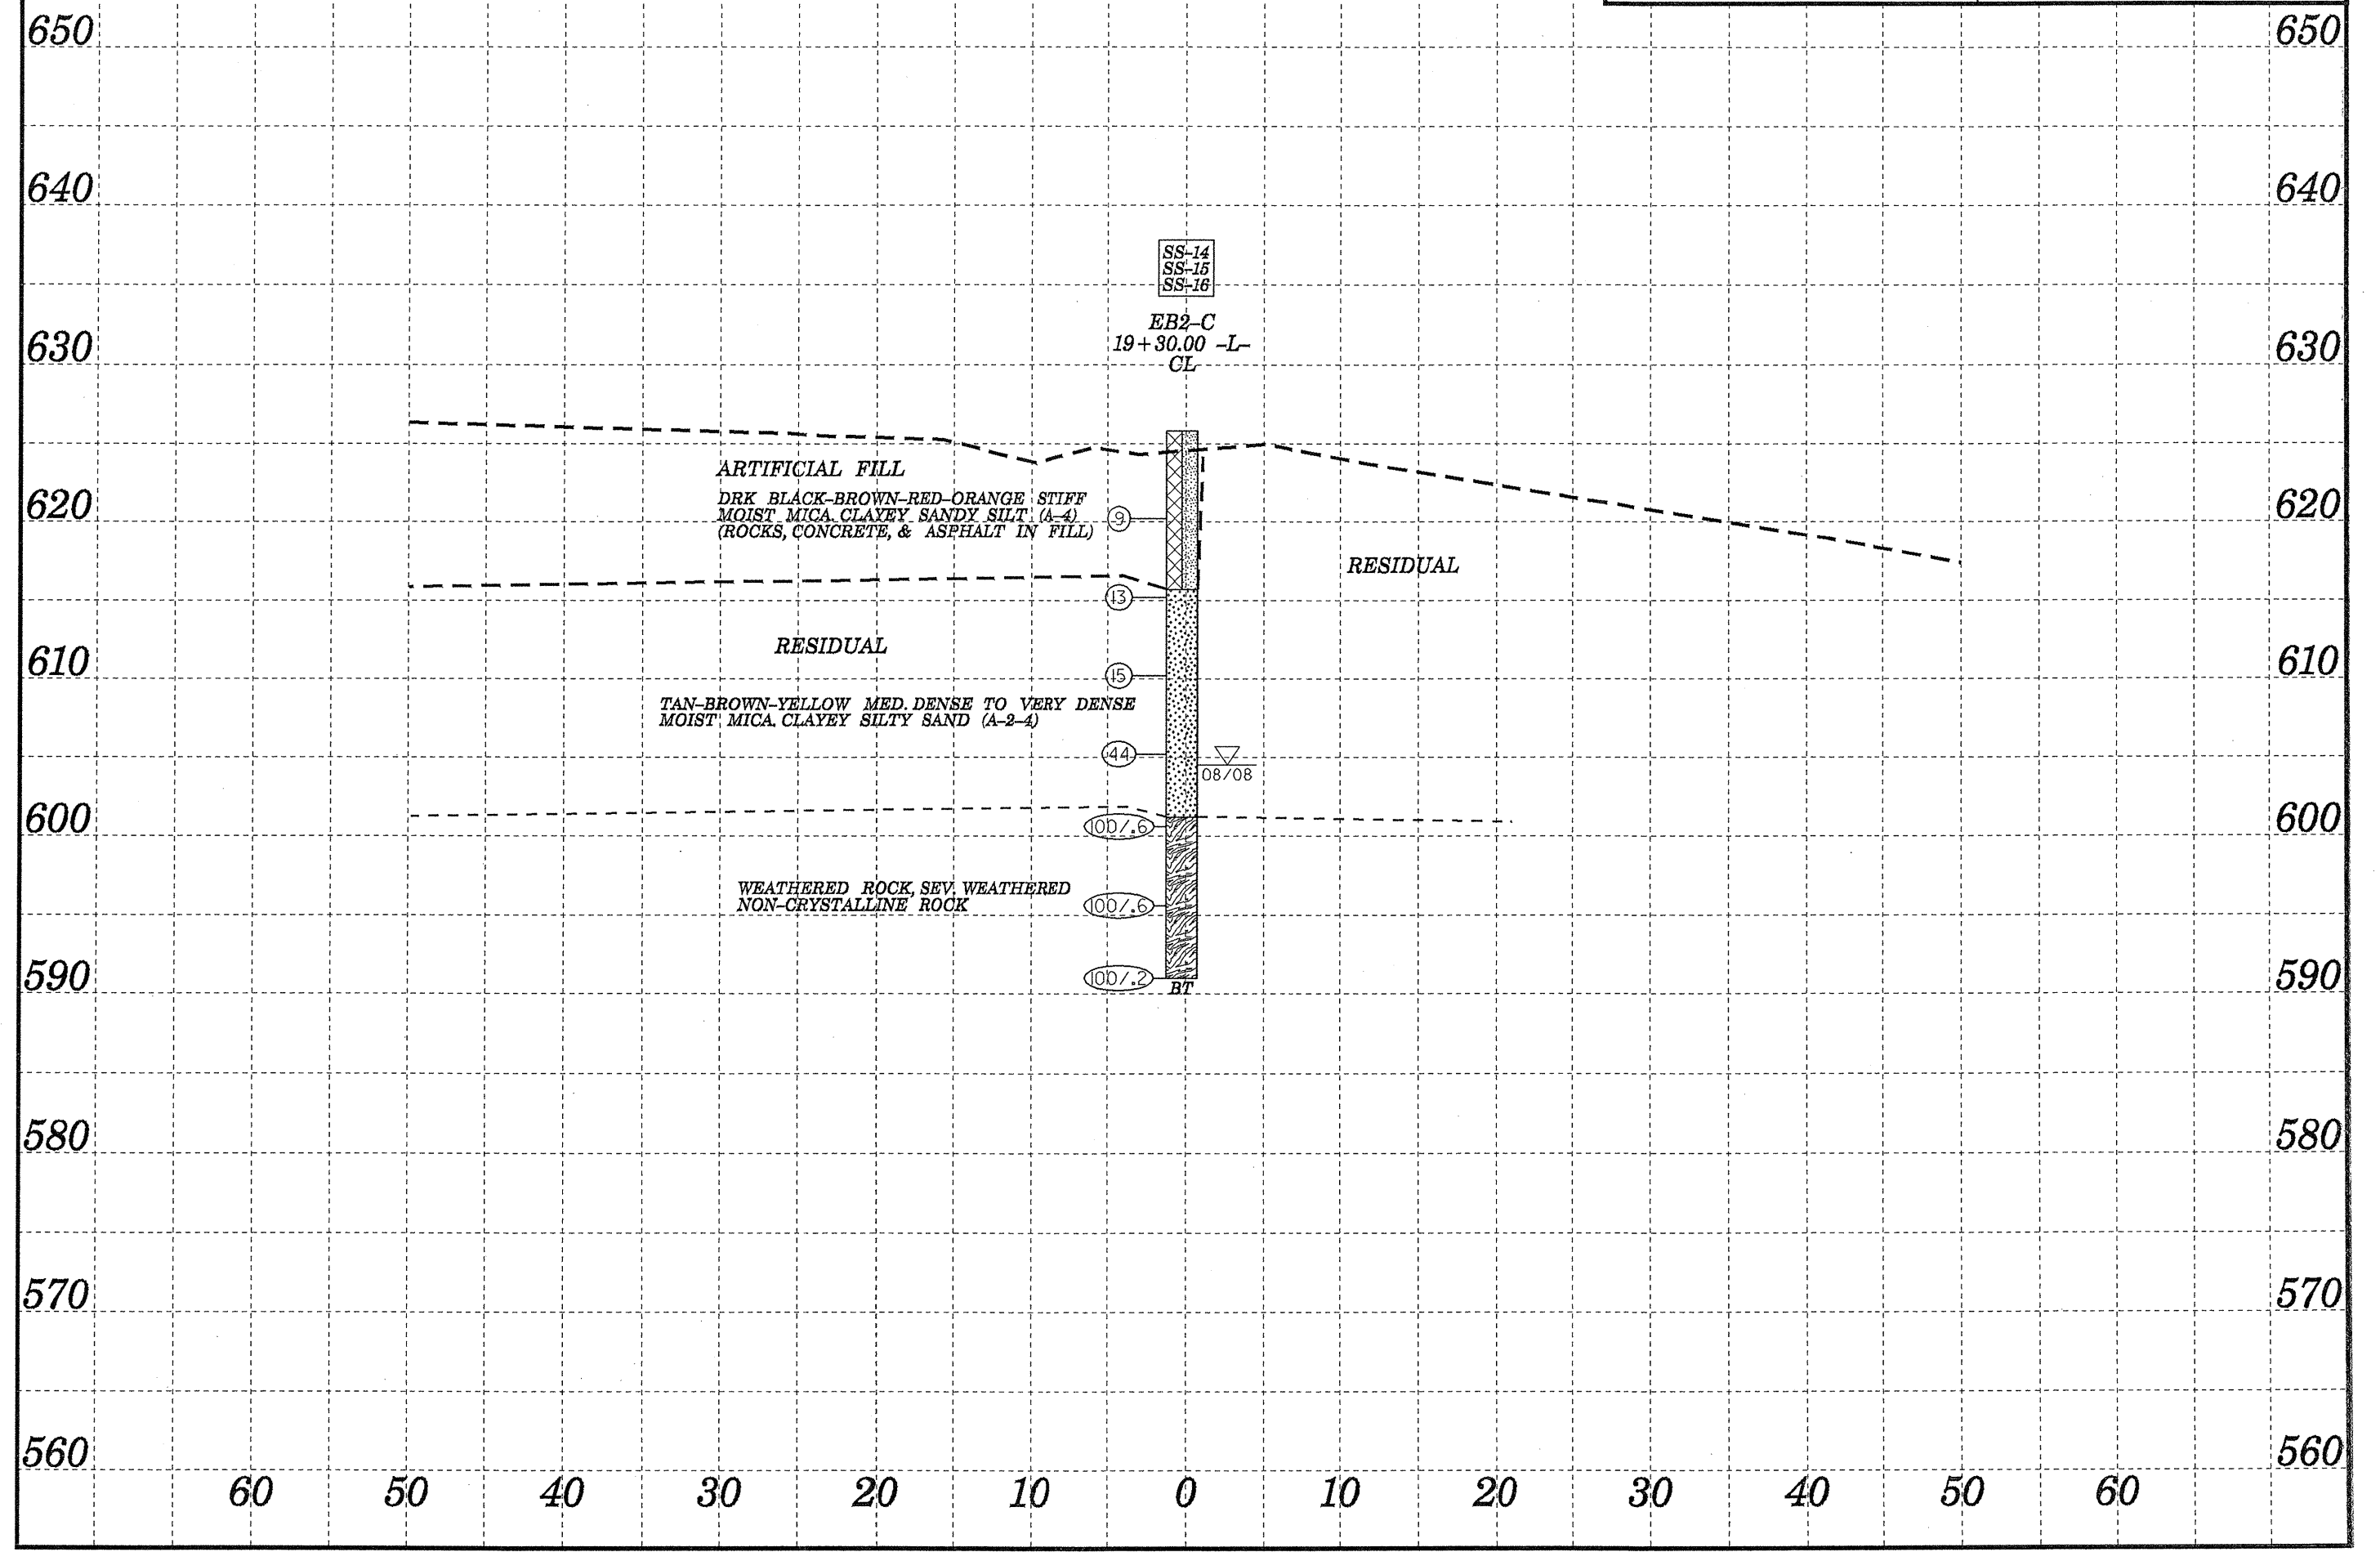 650 650
640 640
SS-14
SS-15
SS-16
EB2-C
19+30.00 -L-
CL
630 630
ARTIFICIAL FILL
DRK BLACK-BROWN-RED-ORANGE STIFF
MOIST MICA. CLAYEY SANDY SILT (A-4)
(ROCKS, CONCRETE, & ASPHALT IN FILL)
9
620 620
RESIDUAL
13
RESIDUAL
610 610
15
TAN-BROWN-YELLOW MED. DENSE TO VERY DENSE
MOIST MICA. CLAYEY SILTY SAND (A-2-4)
44
08/08
600 600
100/.6
WEATHERED ROCK, SEV. WEATHERED
NON-CRYSTALLINE ROCK
100/.6
590 590
100/.2
BT
580 580
570 570
560 560
60 50 40 30 20 10 0 10 20 30 40 50 60